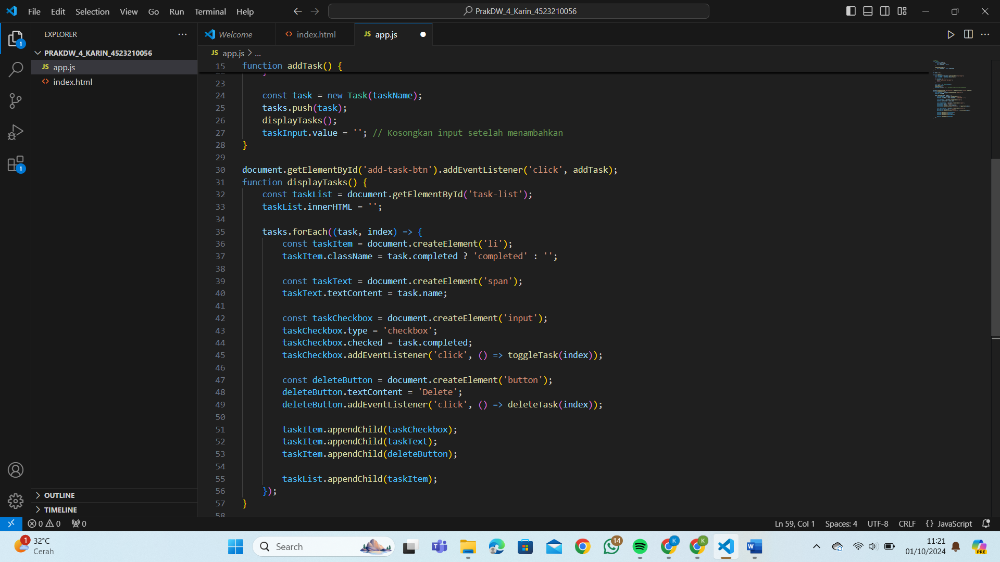 File Edit Selection View Go Run Terminal Help
PrakDW_4_Karin_4523210056
EXPLORER
PRAKDW_4_KARIN_4523210056
JS app.js
<> index.html
OUTLINE
TIMELINE
1
1
Welcome
<> index.html
JS app.js
JS app.js > ...
15 function addTask() {
23
24 const task = new Task(taskName);
25 tasks.push(task);
26 displayTasks();
27 taskInput.value = ''; // Kosongkan input setelah menambahkan
28 }
29
30 document.getElementById('add-task-btn').addEventListener('click', addTask);
31 function displayTasks() {
32 const taskList = document.getElementById('task-list');
33 taskList.innerHTML = '';
34
35 tasks.forEach((task, index) => {
36 const taskItem = document.createElement('li');
37 taskItem.className = task.completed ? 'completed' : '';
38
39 const taskText = document.createElement('span');
40 taskText.textContent = task.name;
41
42 const taskCheckbox = document.createElement('input');
43 taskCheckbox.type = 'checkbox';
44 taskCheckbox.checked = task.completed;
45 taskCheckbox.addEventListener('click', () => toggleTask(index));
46
47 const deleteButton = document.createElement('button');
48 deleteButton.textContent = 'Delete';
49 deleteButton.addEventListener('click', () => deleteTask(index));
50
51 taskItem.appendChild(taskCheckbox);
52 taskItem.appendChild(taskText);
53 taskItem.appendChild(deleteButton);
54
55 taskList.appendChild(taskItem);
56 });
57 }
58
0 0 0
Ln 59, Col 1 Spaces: 4 UTF-8 CRLF {} JavaScript
1
32°C
Cerah
Search
T
14
K
K
W
11:21
01/10/2024
PRE